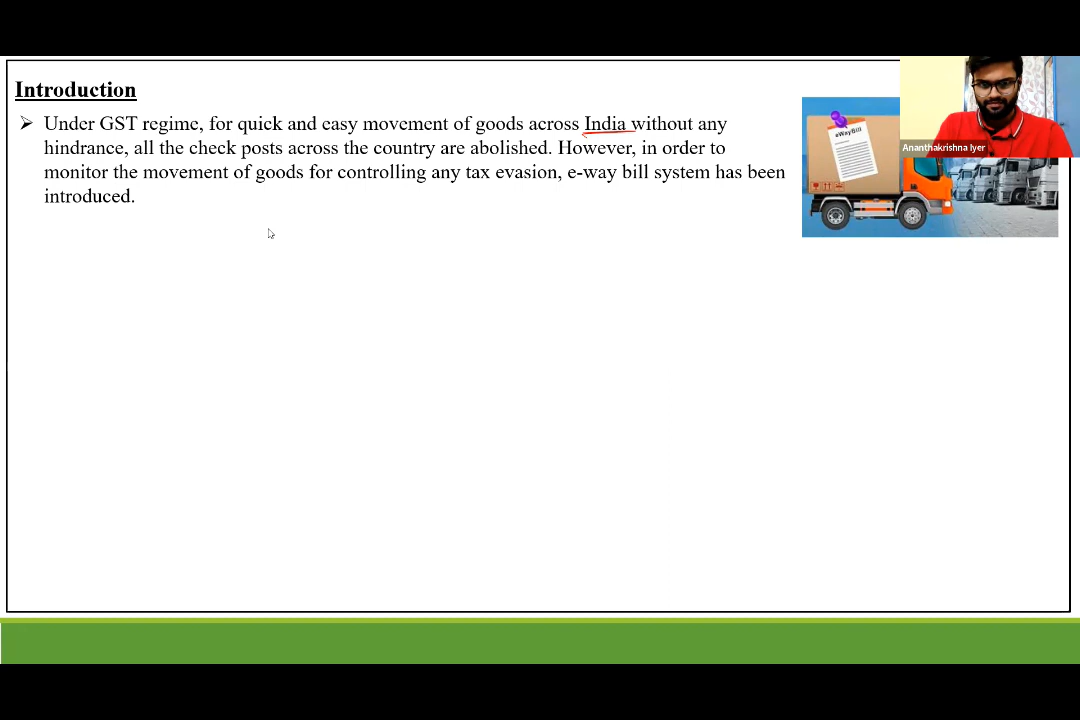 Introduction
➢ Under GST regime, for quick and easy movement of goods across India without any
hindrance, all the check posts across the country are abolished. However, in order to
monitor the movement of goods for controlling any tax evasion, e-way bill system has been
introduced.
eWayBill
Ananthakrishna Iyer